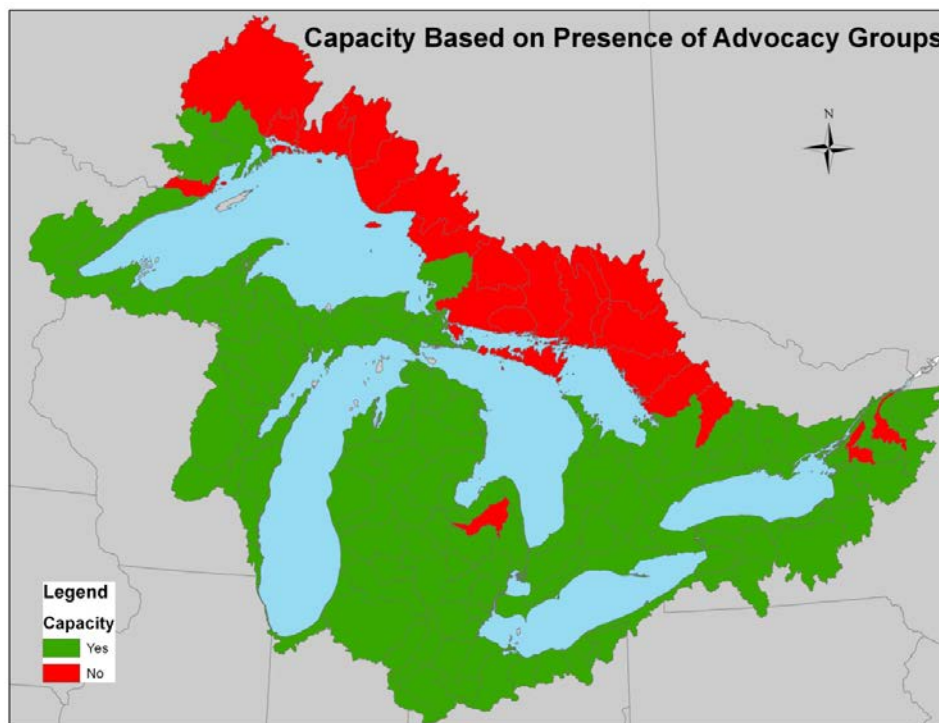 Capacity Based on Presence of Advocacy Groups
N
Legend
Capacity
Yes
No